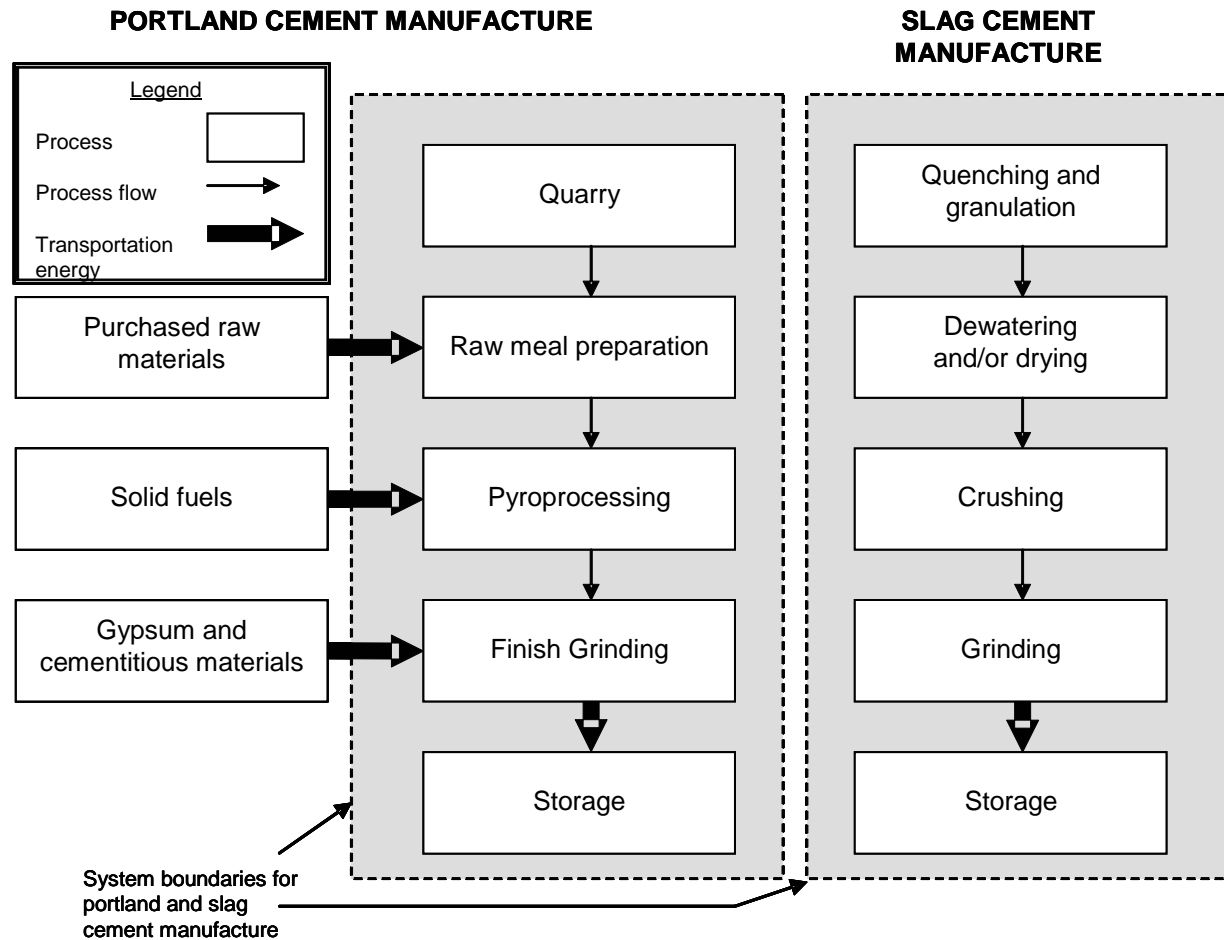 PORTLAND CEMENT MANUFACTURE
SLAG CEMENT
MANUFACTURE
Legend
Process
Process flow
Transportation
energy
Purchased raw
materials
Solid fuels
Gypsum and
cementitious materials
Quarry
Raw meal preparation
Pyroprocessing
Finish Grinding
Storage
Quenching and
granulation
Dewatering
and/or drying
Crushing
Grinding
Storage
System boundaries for
portland and slag
cement manufacture